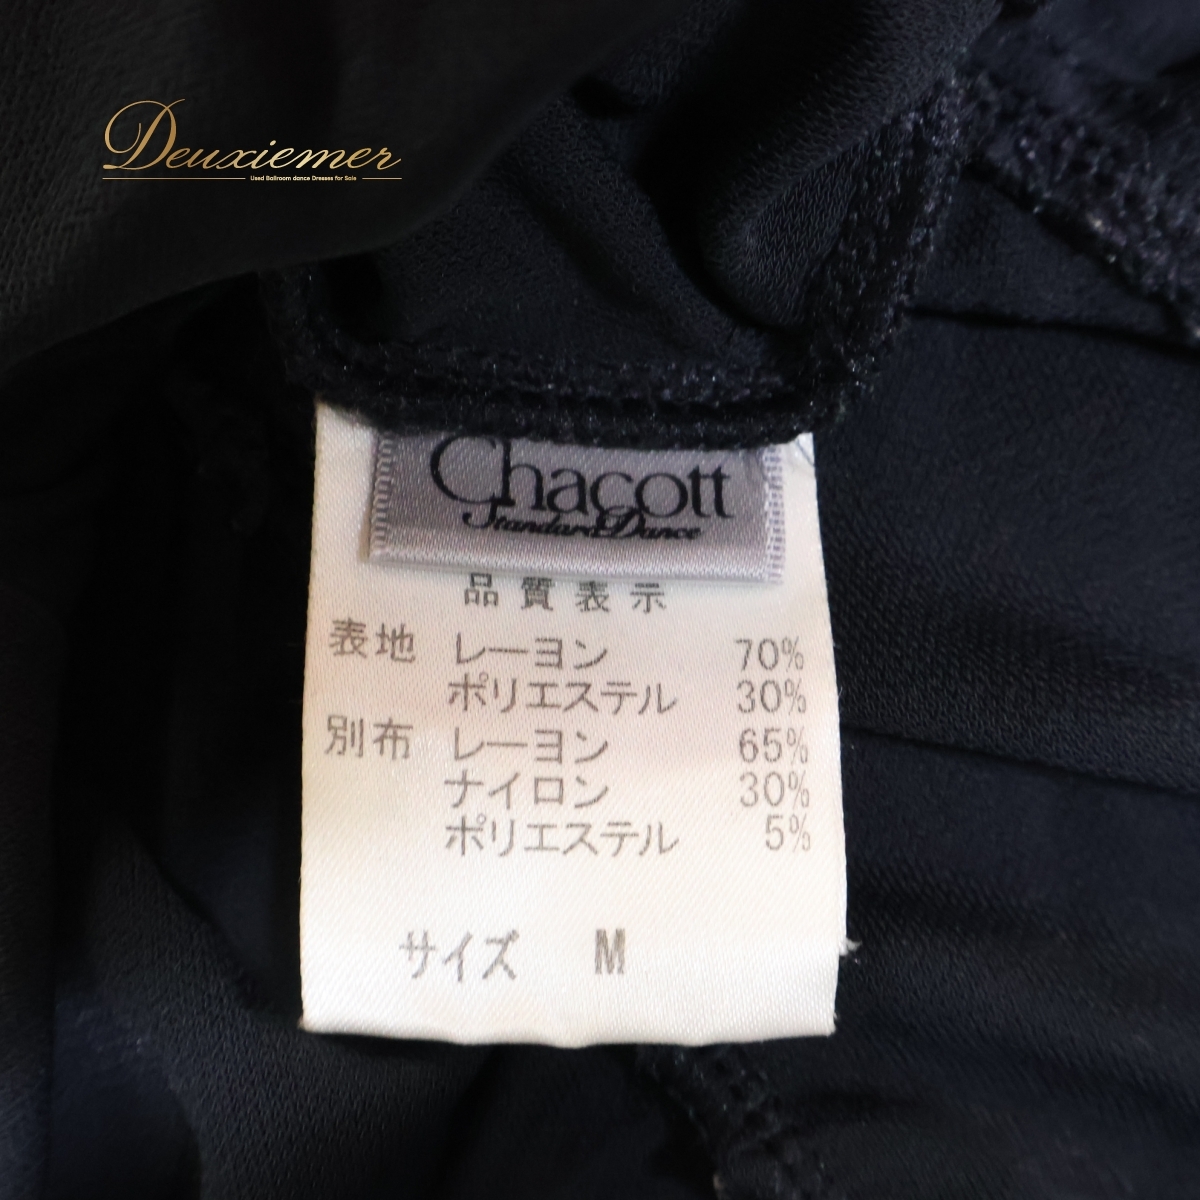 Deuxiemer
Used Ballroom dance Dresses for Sale
Chacott
Standard Dance
品質表示
表地 レーヨン 70%
ポリエステル 30%
別布 レーヨン 65%
ナイロン 30%
ポリエステル 5%
サイズ M